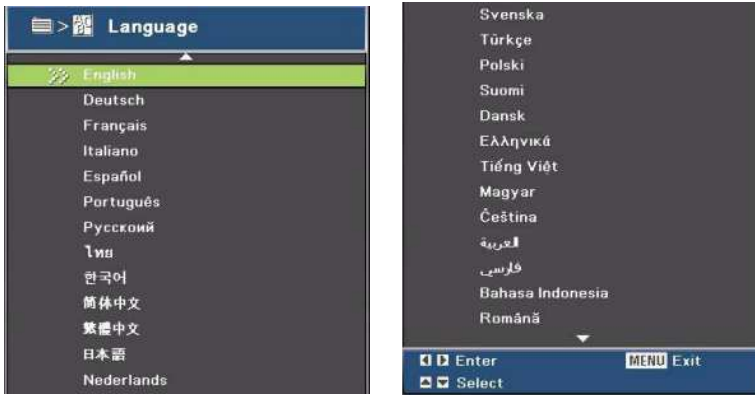 > Language
English
Deutsch
Français
Italiano
Español
Português
Русскоий
ไทย
한국어
简体中文
繁體中文
日本語
Nederlands
Svenska
Türkçe
Polski
Suomi
Dansk
Ελληνικά
Tiếng Việt
Magyar
Čeština
العربية
فارسی
Bahasa Indonesia
Română
Enter MENU Exit
Select